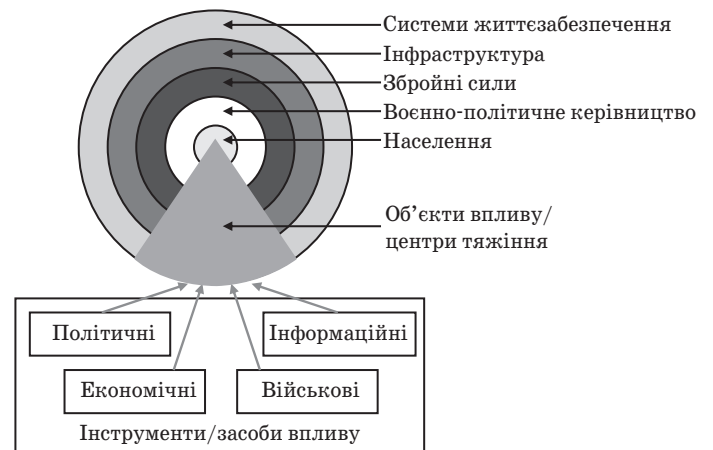 Системи життєзабезпечення
Інфраструктура
Збройні сили
Воєнно-політичне керівництво
Населення
Об’єкти впливу/
центри тяжіння
Політичні
Інформаційні
Економічні
Військові
Інструменти/засоби впливу